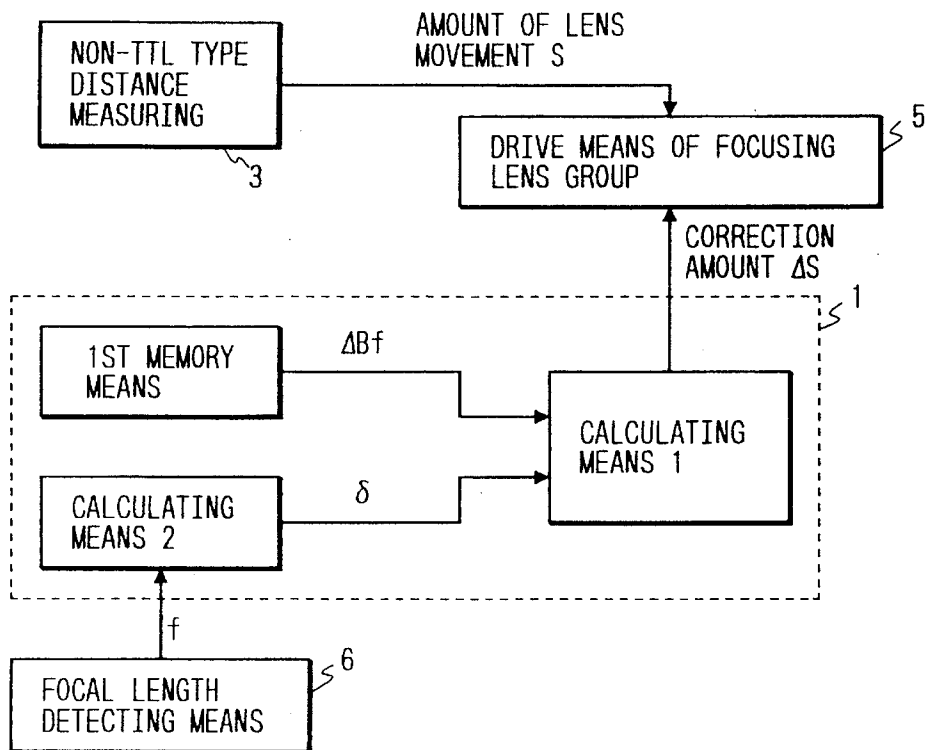 NON-TTL TYPE
DISTANCE
MEASURING
3
AMOUNT OF LENS
MOVEMENT S
DRIVE MEANS OF FOCUSING
LENS GROUP
5
CORRECTION
AMOUNT ΔS
1
1ST MEMORY
MEANS
ΔBf
CALCULATING
MEANS 1
CALCULATING
MEANS 2
δ
f
FOCAL LENGTH
DETECTING MEANS
6